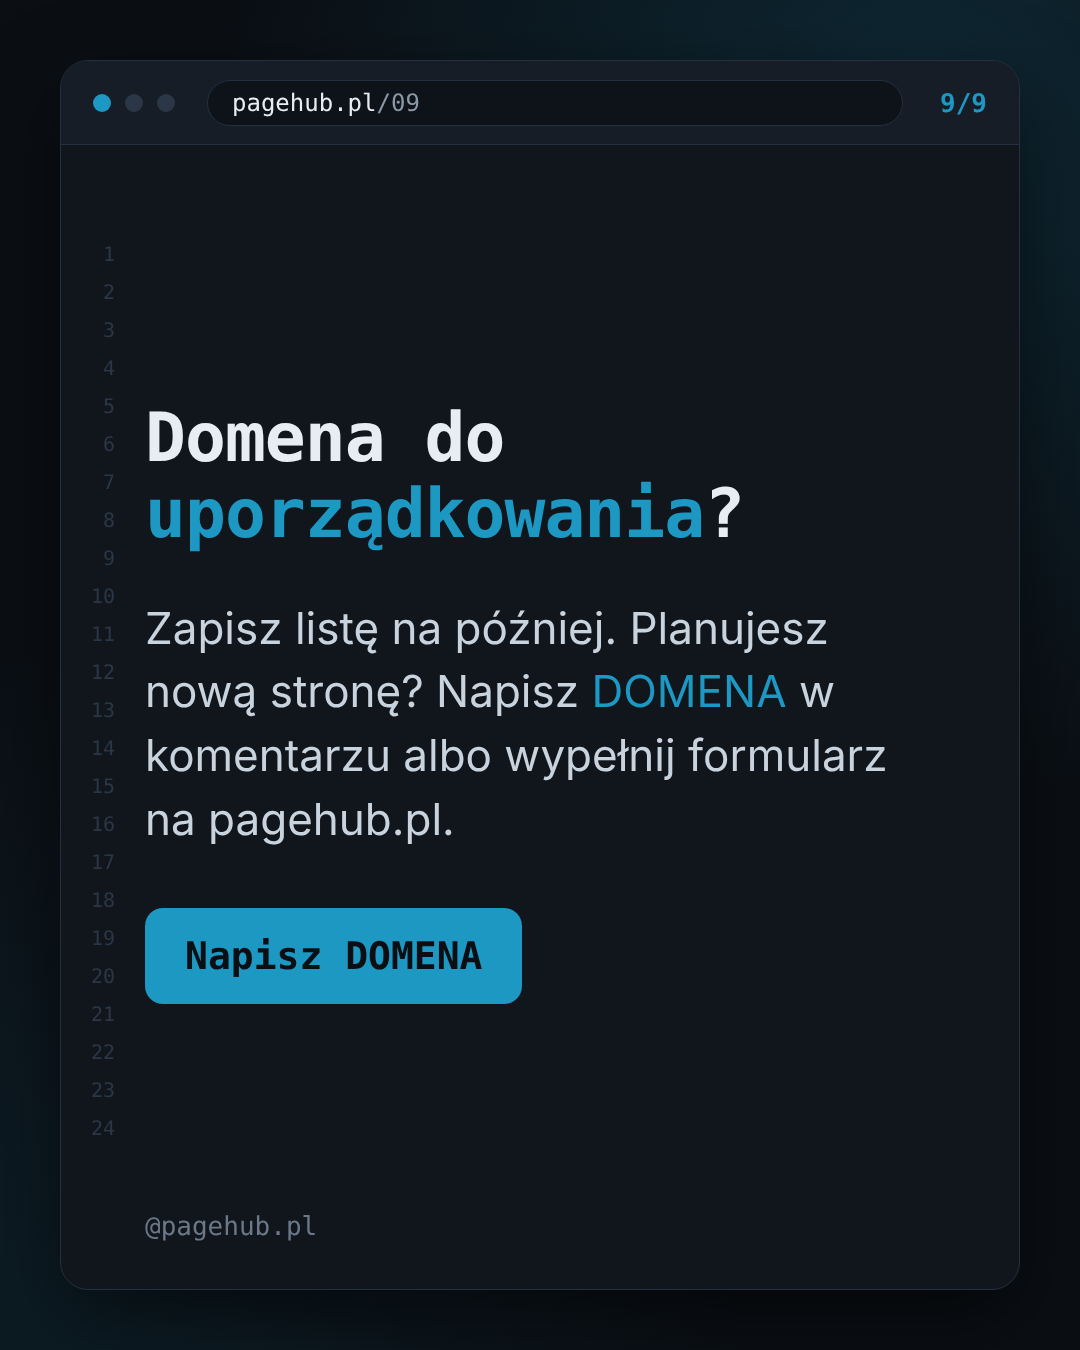 pagehub.pl/09
9/9
1
2
3
4
5
6
7
8
9
10
11
12
13
14
15
16
17
18
19
20
21
22
23
24
Domena do
uporządkowania?
Zapisz listę na później. Planujesz
nową stronę? Napisz DOMENA w
komentarzu albo wypełnij formularz
na pagehub.pl.
Napisz DOMENA
@pagehub.pl